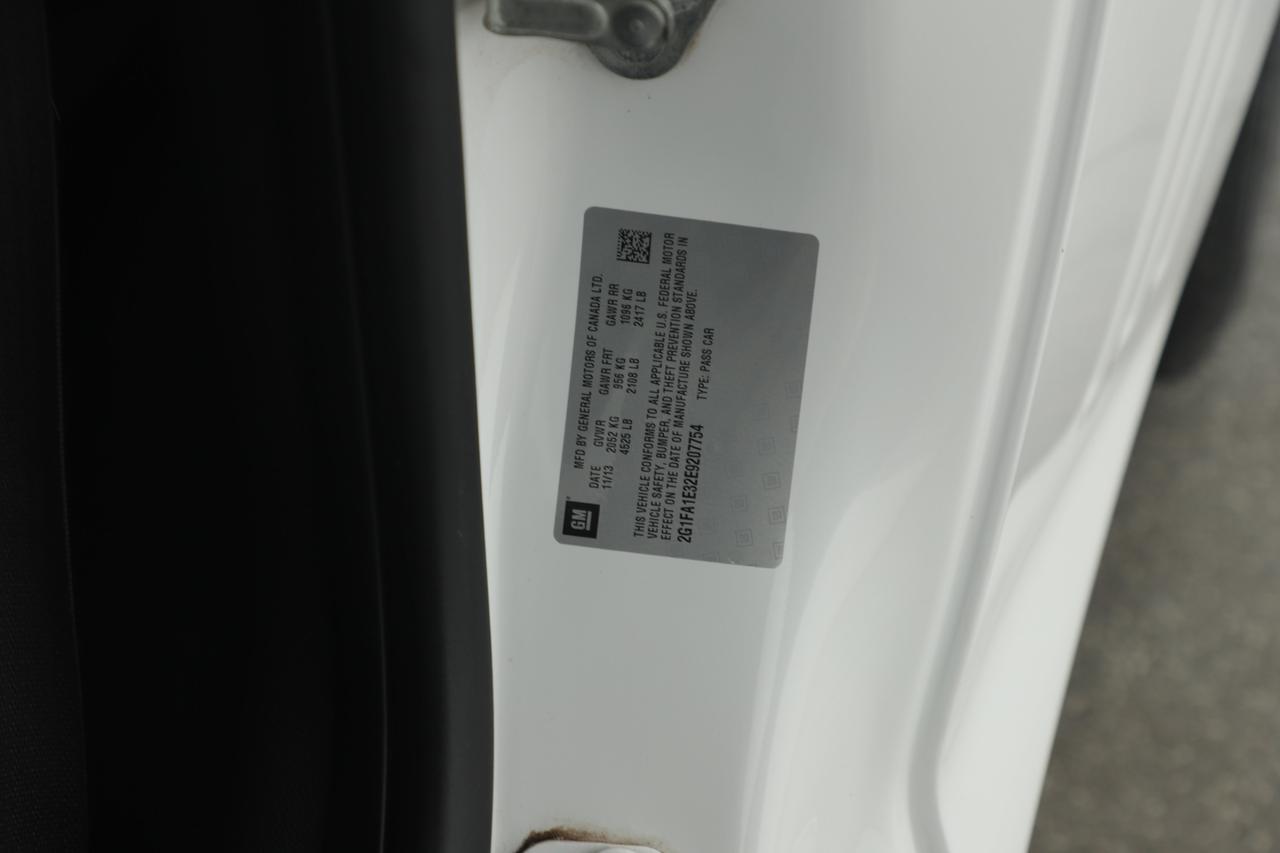 GM
MFD BY GENERAL MOTORS OF CANADA LTD.
DATE GVWR GAWR FRT GAWR RR
11/13 2052 KG 956 KG 1096 KG
4525 LB 2108 LB 2417 LB
THIS VEHICLE CONFORMS TO ALL APPLICABLE U.S. FEDERAL MOTOR
VEHICLE SAFETY, BUMPER, AND THEFT PREVENTION STANDARDS IN
EFFECT ON THE DATE OF MANUFACTURE SHOWN ABOVE.
2G1FA1E32E9207754 TYPE: PASS CAR